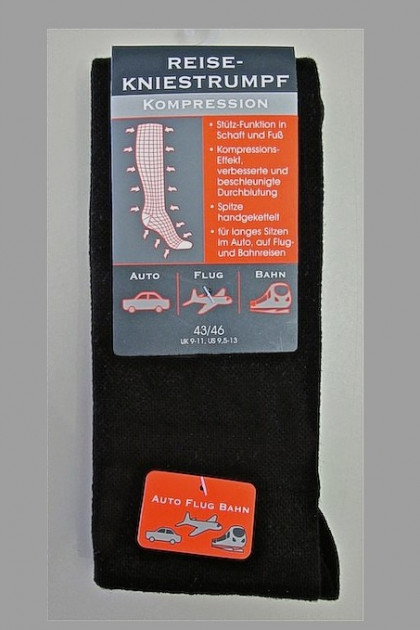 REISE-
KNIESTRUMPF
KOMPRESSION
• Stütz-Funktion in
Schaft und Fuß
• Kompressions-
Effekt,
verbesserte und
beschleunigte
Durchblutung
• Spitze
handgekettelt
• für langes Sitzen
im Auto, auf Flug-
und Bahnreisen
AUTO FLUG BAHN
43/46
UK 9-11, US 9,5-13
AUTO FLUG BAHN